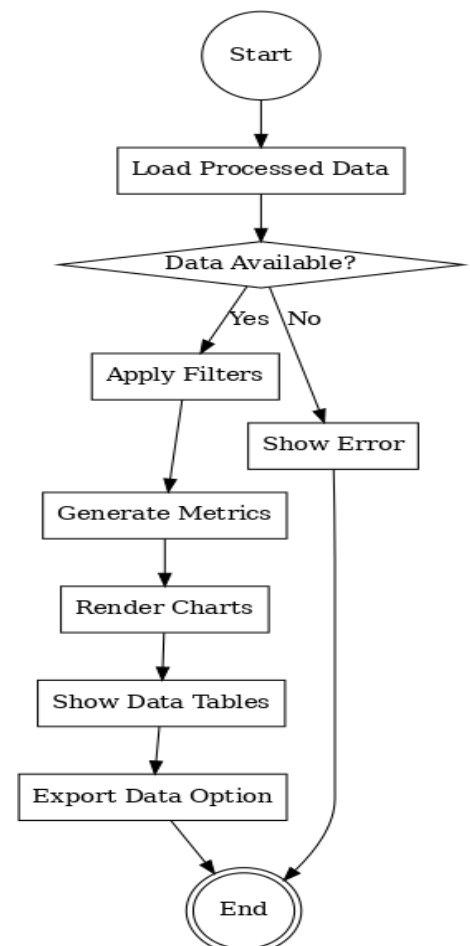 Start
Load Processed Data
Data Available?
Yes
No
Apply Filters
Show Error
Generate Metrics
Render Charts
Show Data Tables
Export Data Option
End